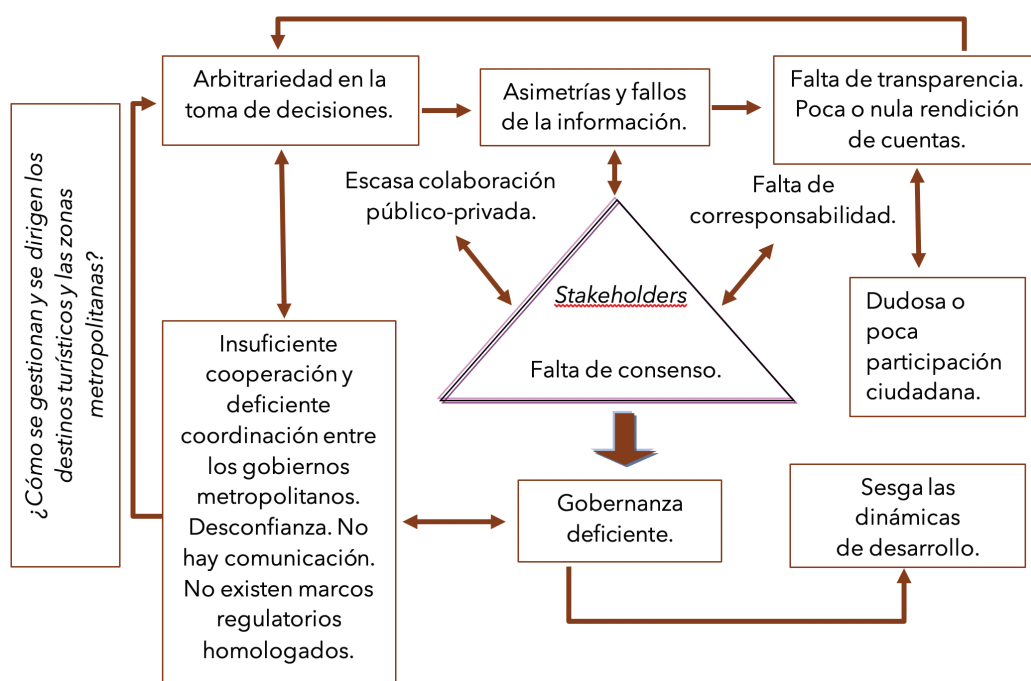 ¿Cómo se gestionan y se dirigen los
destinos turísticos y las zonas
metropolitanas?
Arbitrariedad en la
toma de decisiones.
Asimetrías y fallos
de la información.
Falta de transparencia.
Poca o nula rendición
de cuentas.
Escasa colaboración
público-privada.
Falta de
corresponsabilidad.
Stakeholders
Falta de consenso.
Dudosa o
poca
participación
ciudadana.
Insuficiente
cooperación y
deficiente
coordinación entre
los gobiernos
metropolitanos.
Desconfianza. No
hay comunicación.
No existen marcos
regulatorios
homologados.
Gobernanza
deficiente.
Sesga las
dinámicas
de desarrollo.